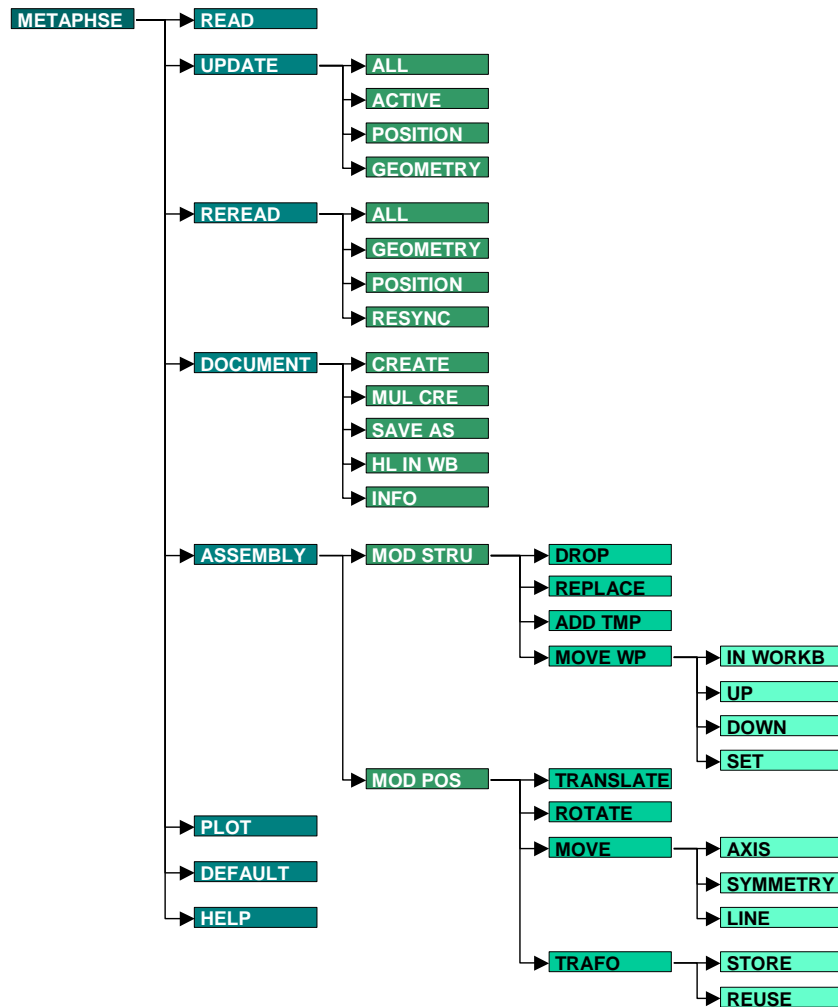 METAPHSE
READ
UPDATE
ALL
ACTIVE
POSITION
GEOMETRY
REREAD
ALL
GEOMETRY
POSITION
RESYNC
DOCUMENT
CREATE
MUL CRE
SAVE AS
HL IN WB
INFO
ASSEMBLY
MOD STRU
DROP
REPLACE
ADD TMP
MOVE WP
IN WORKB
UP
DOWN
SET
MOD POS
TRANSLATE
ROTATE
MOVE
AXIS
SYMMETRY
LINE
TRAFO
STORE
REUSE
PLOT
DEFAULT
HELP